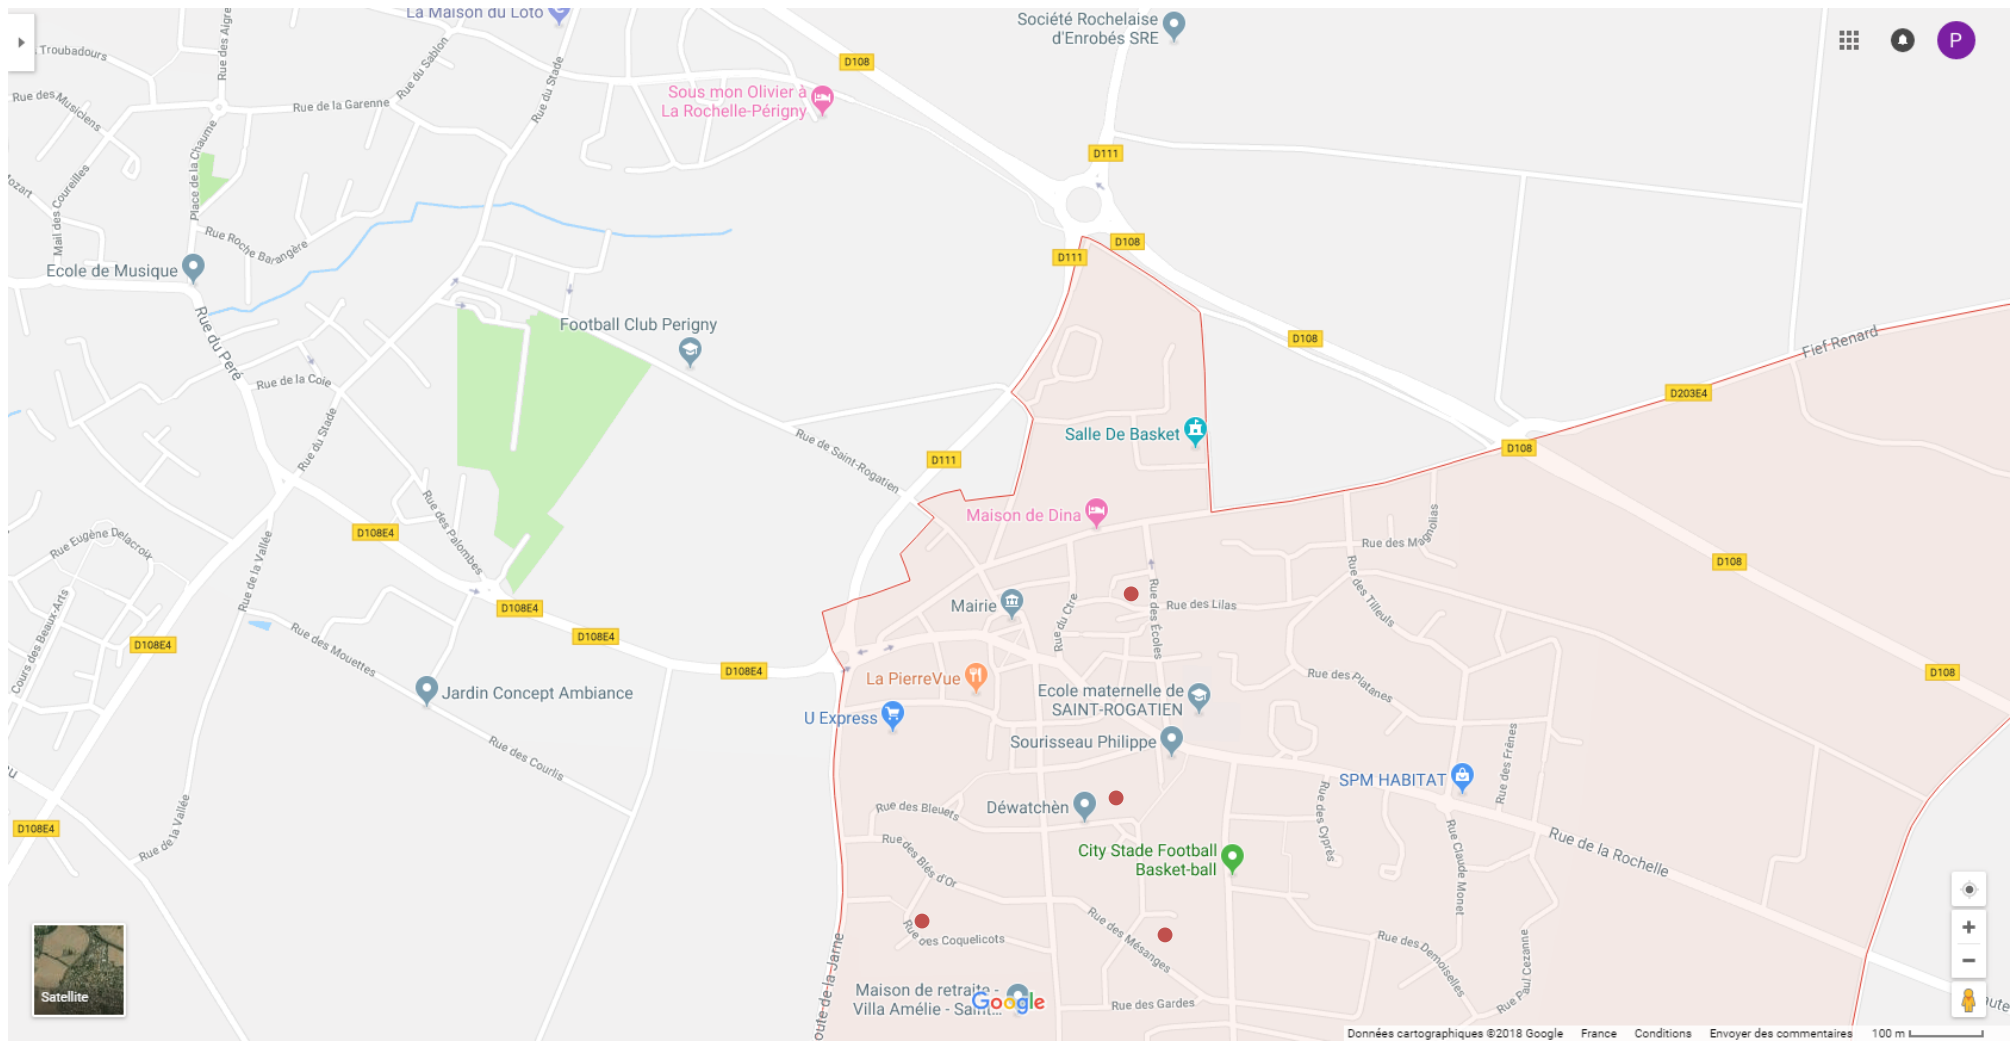 La Maison du Loto
Société Rochelaise
d'Enrobés SRE
P
Troubadours
Rue des Aigre
Rue du Sablon
D108
Rue du Stade
Sous mon Olivier à
La Rochelle-Périgny
Rue des Musiciens
Rue de la Garenne
Place de la Chaume
D111
Mozart
Mail des Coureilles
Rue Roche Barangère
D108
D111
Ecole de Musique
Rue du Peré
Football Club Perigny
D108
Fief Renard
Rue de la Coie
D203E4
Rue du Stade
Rue de Saint-Rogatien
Salle De Basket
D108
D111
Rue des Palombes
Maison de Dina
D108E4
Rue Eugène Delacroix
Rue de la Vallée
Rue des Magnolias
D108
Rue des Tilleuls
Cours des Beaux-Arts
Mairie
Rue du Ctre
Rue des Écoles
Rue des Lilas
D108E4
D108E4
D108E4
Rue des Mouettes
D108E4
D108
La PierreVue
Rue des Platanes
Jardin Concept Ambiance
Ecole maternelle de
SAINT-ROGATIEN
U Express
Sourisseau Philippe
Rue des Courlis
Rue des Frênes
SPM HABITAT
Rue des Bleuets
Déwatchèn
Rue des Cyprès
D108E4
Rue de la Vallée
Rue des Blés d'Or
City Stade Football
Basket-ball
Rue Claude Monet
Rue de la Rochelle
Rue des Coquelicots
Rue des Mésanges
Rue des Demoiselles
Rue Paul Cezanne
oute de la Jarne
Satellite
Maison de retraite -
Villa Amélie - Saint...
Google
Rue des Gardes
Données cartographiques ©2018 Google France Conditions Envoyer des commentaires 100 m